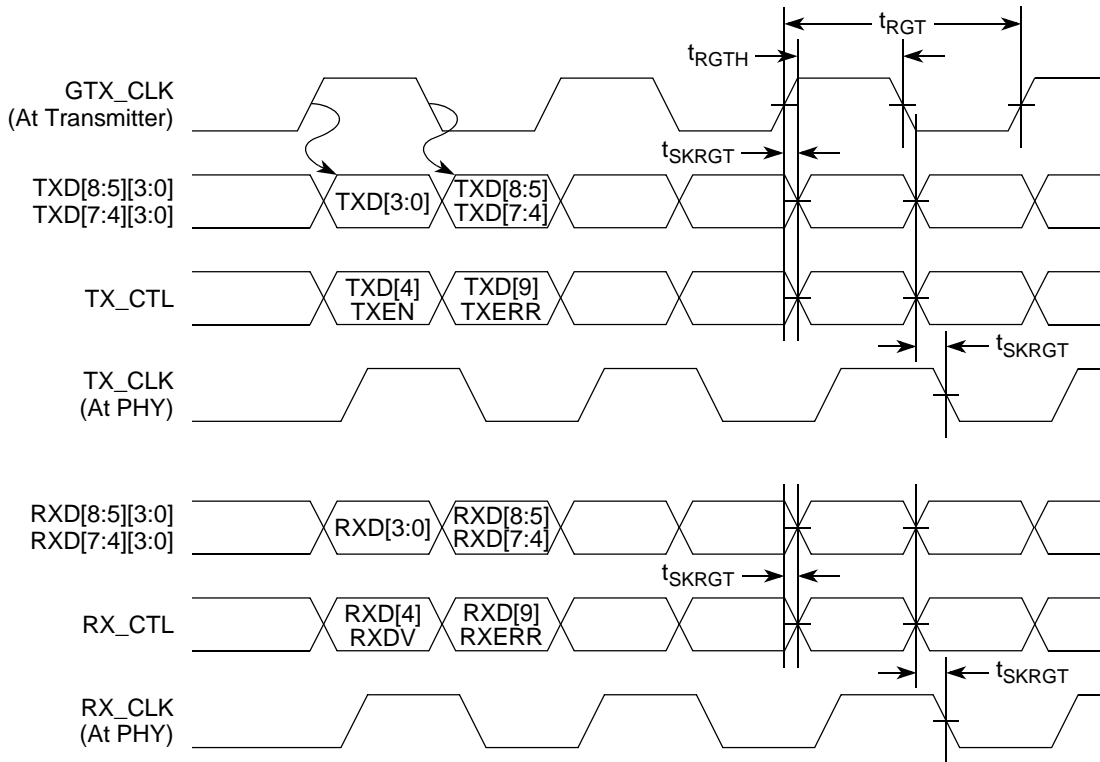 tRGT
tRGTH
GTX_CLK
(At Transmitter)
tSKRGT
TXD[8:5][3:0]
TXD[7:4][3:0]
TXD[3:0]
TXD[8:5]
TXD[7:4]
TX_CTL
TXD[4]
TXEN
TXD[9]
TXERR
tSKRGT
TX_CLK
(At PHY)
RXD[8:5][3:0]
RXD[7:4][3:0]
RXD[3:0]
RXD[8:5]
RXD[7:4]
tSKRGT
RX_CTL
RXD[4]
RXDV
RXD[9]
RXERR
tSKRGT
RX_CLK
(At PHY)